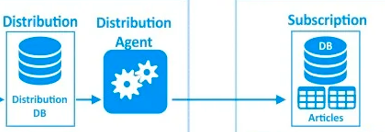 Distribution
Distribution
DB
Distribution
Agent
Subscription
DB
Articles